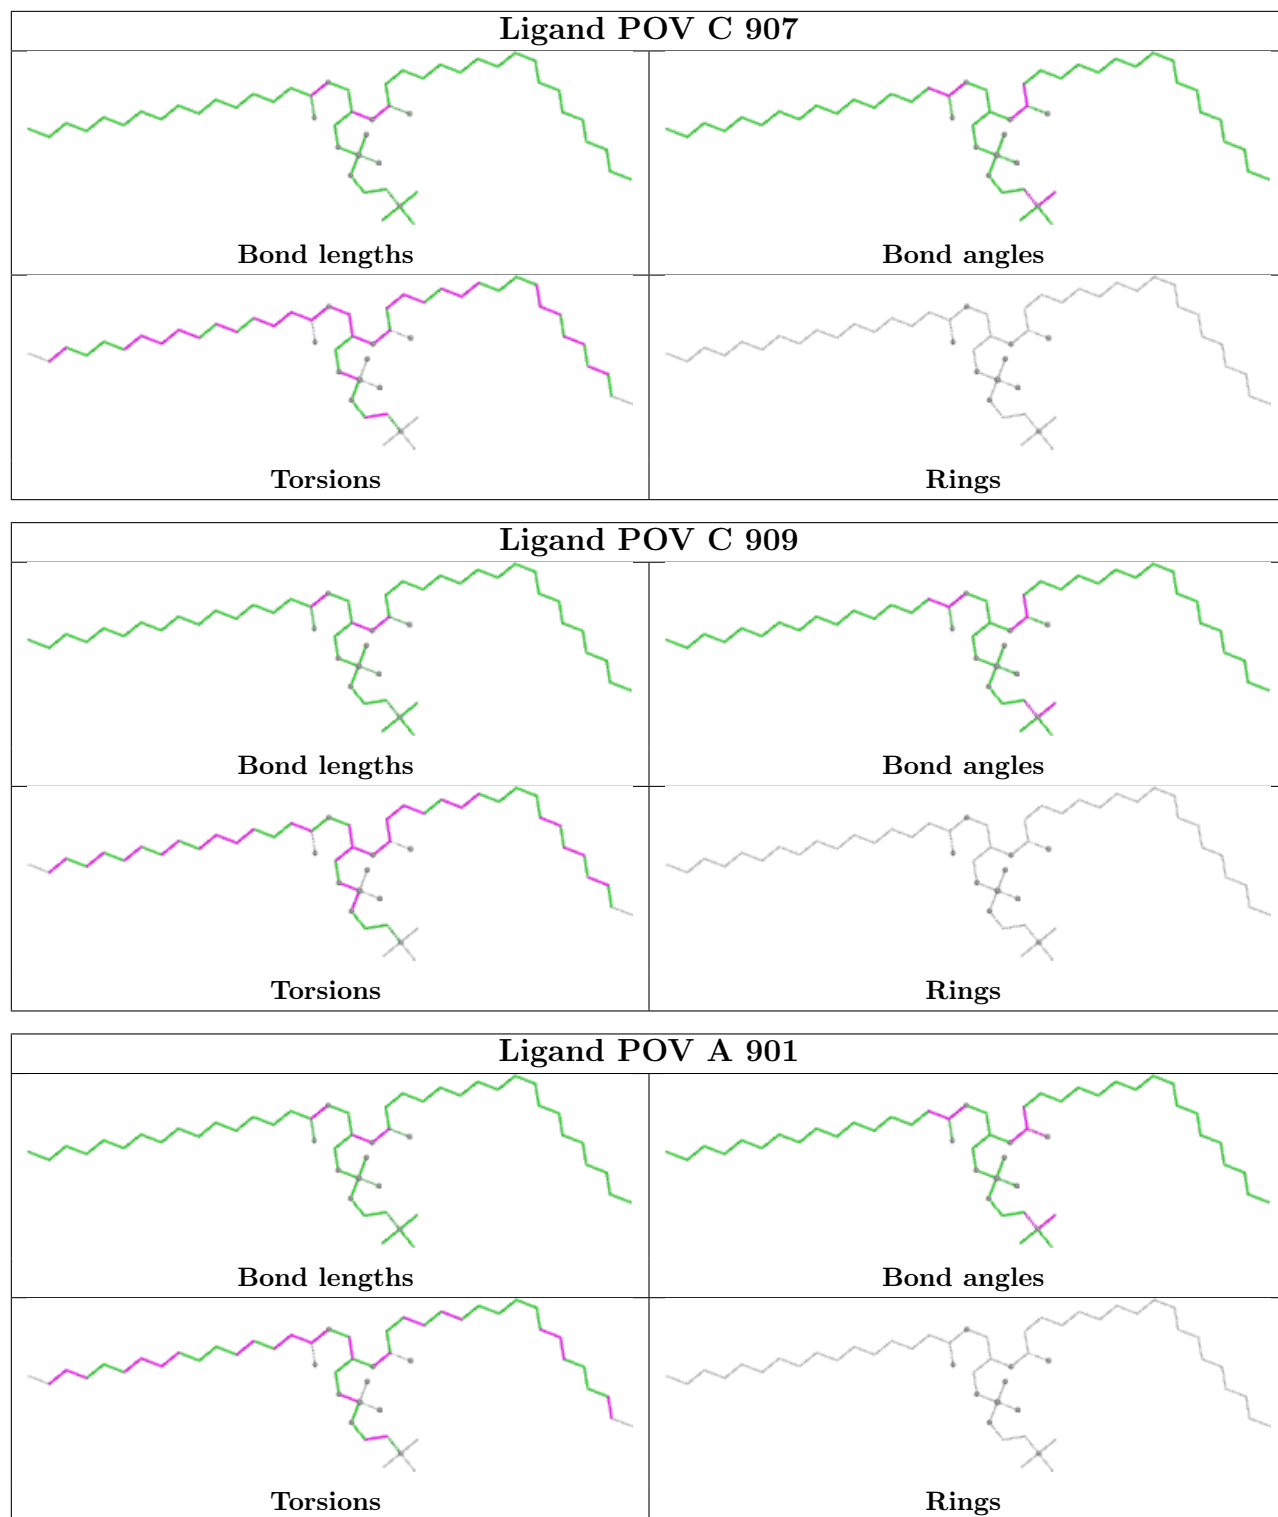 Ligand POV C 907
Bond lengths
Bond angles
Torsions
Rings
Ligand POV C 909
Bond lengths
Bond angles
Torsions
Rings
Ligand POV A 901
Bond lengths
Bond angles
Torsions
Rings